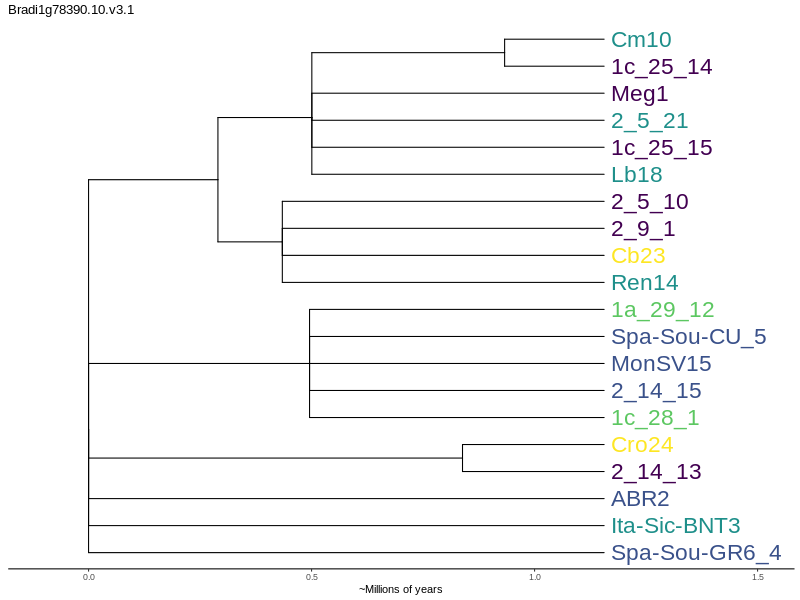 Bradi1g78390.10.v3.1
Cm10
1c_25_14
Meg1
2_5_21
1c_25_15
Lb18
2_5_10
2_9_1
Cb23
Ren14
1a_29_12
Spa-Sou-CU_5
MonSV15
2_14_15
1c_28_1
Cro24
2_14_13
ABR2
Ita-Sic-BNT3
Spa-Sou-GR6_4
0.0 0.5 1.0 1.5
~Millions of years